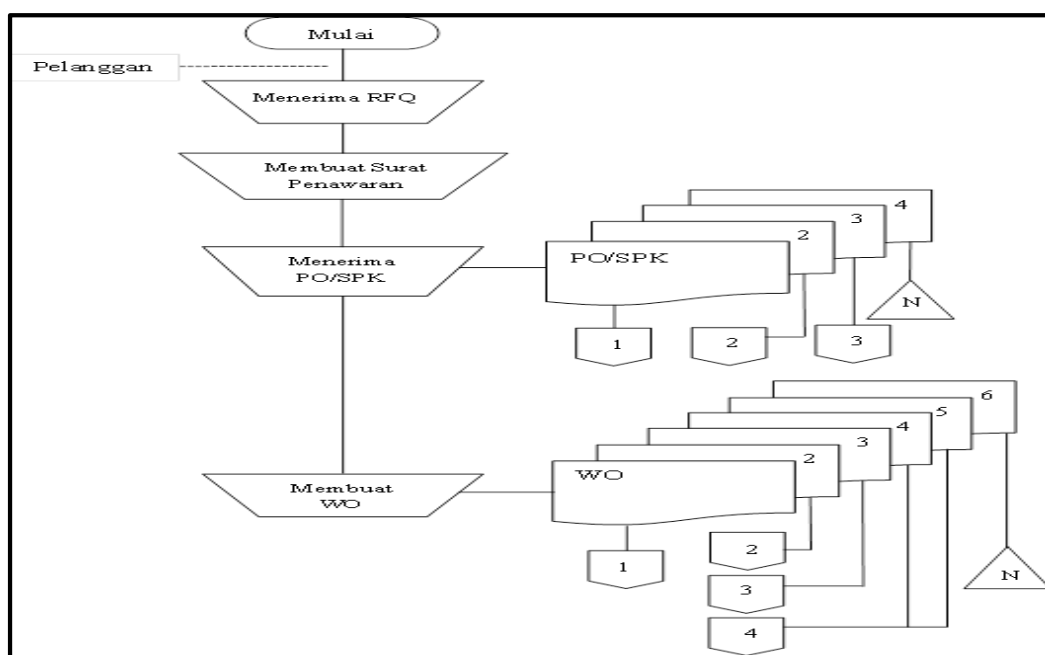 Mulai
Pelanggan
Menerima RFQ
Membuat Surat
Penawaran
Menerima
PO/SPK
PO/SPK
2
3
4
N
1
2
3
Membuat
WO
WO
2
3
4
5
6
1
2
3
4
N